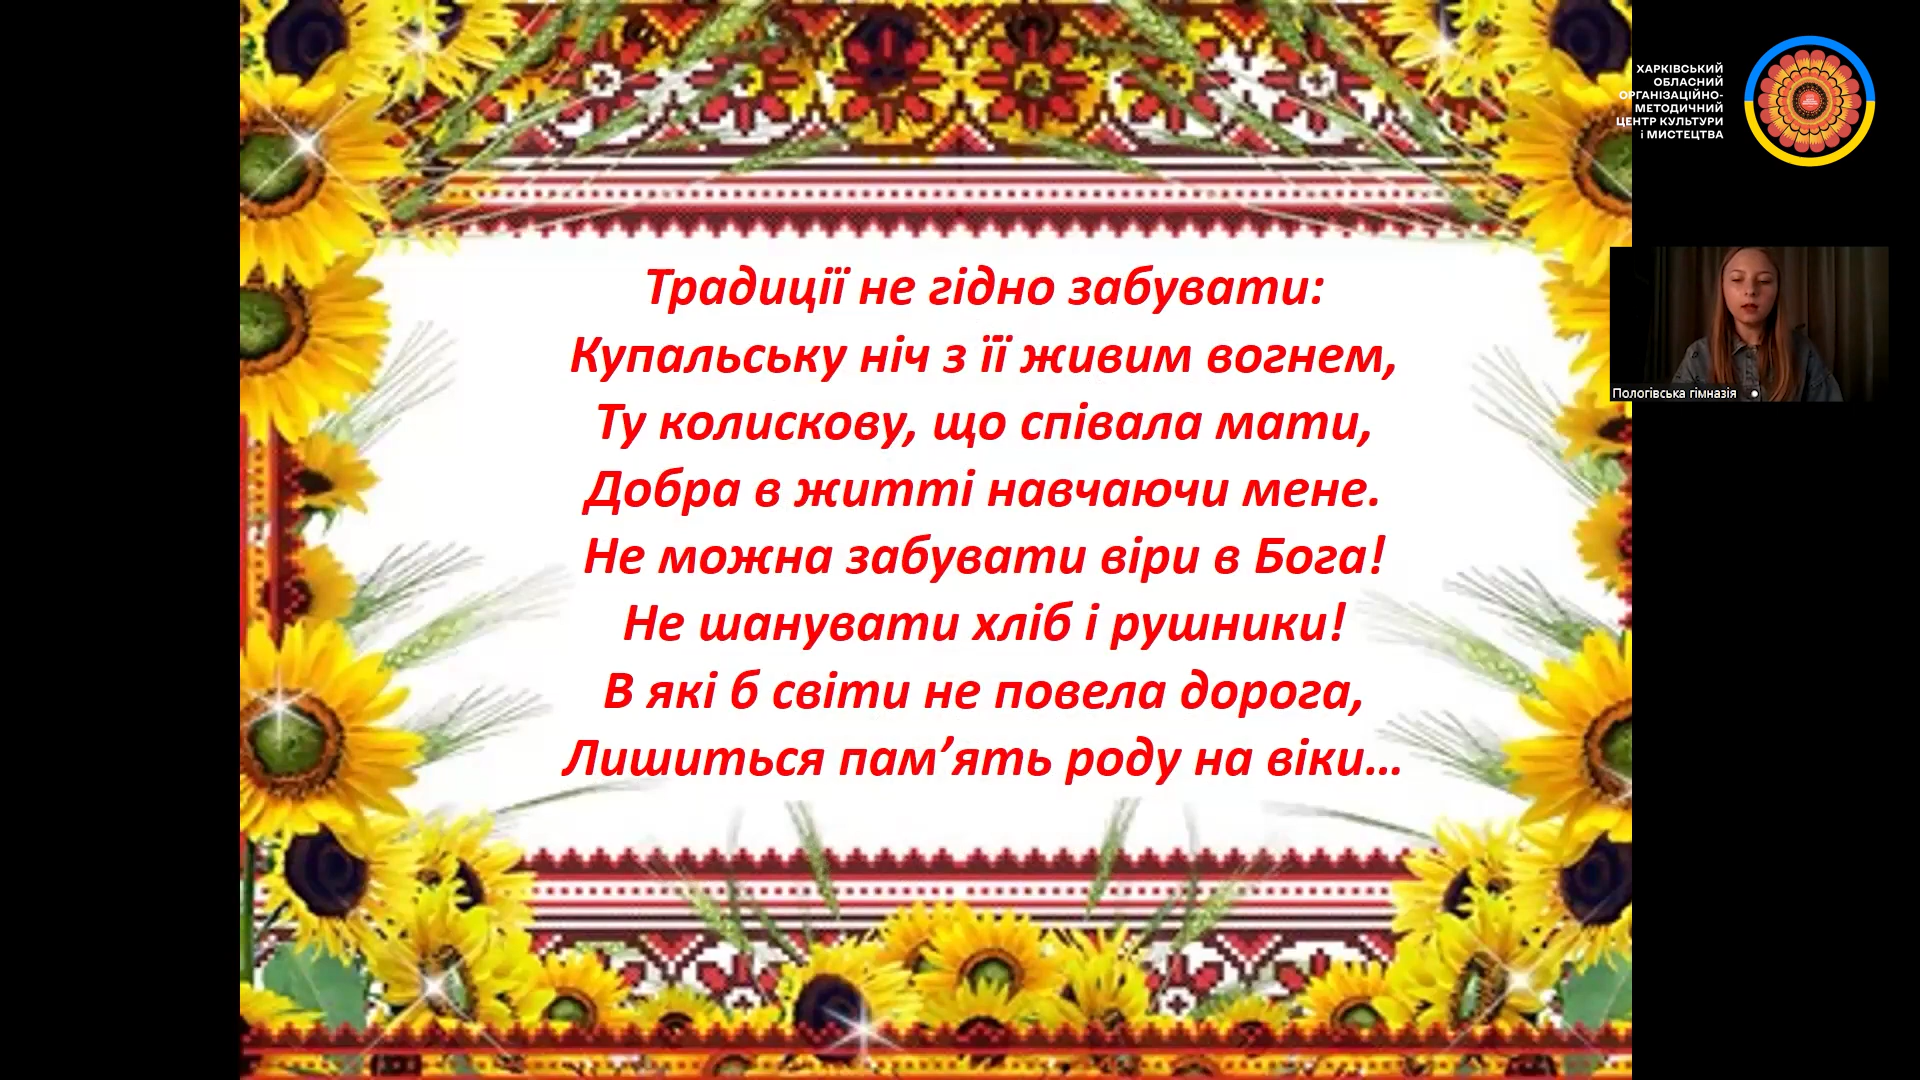 Традиції не гідно забувати:
Купальську ніч з її живим вогнем,
Ту колискову, що співала мати,
Добра в житті навчаючи мене.
Не можна забувати віри в Бога!
Не шанувати хліб і рушники!
В які б світи не повела дорога,
Лишиться пам’ять роду на віки...
ХАРКІВСЬКИЙ
ОБЛАСНИЙ
ОРГАНІЗАЦІЙНО-
МЕТОДИЧНИЙ
ЦЕНТР КУЛЬТУРИ
і МИСТЕЦТВА
Пологівська гімназія